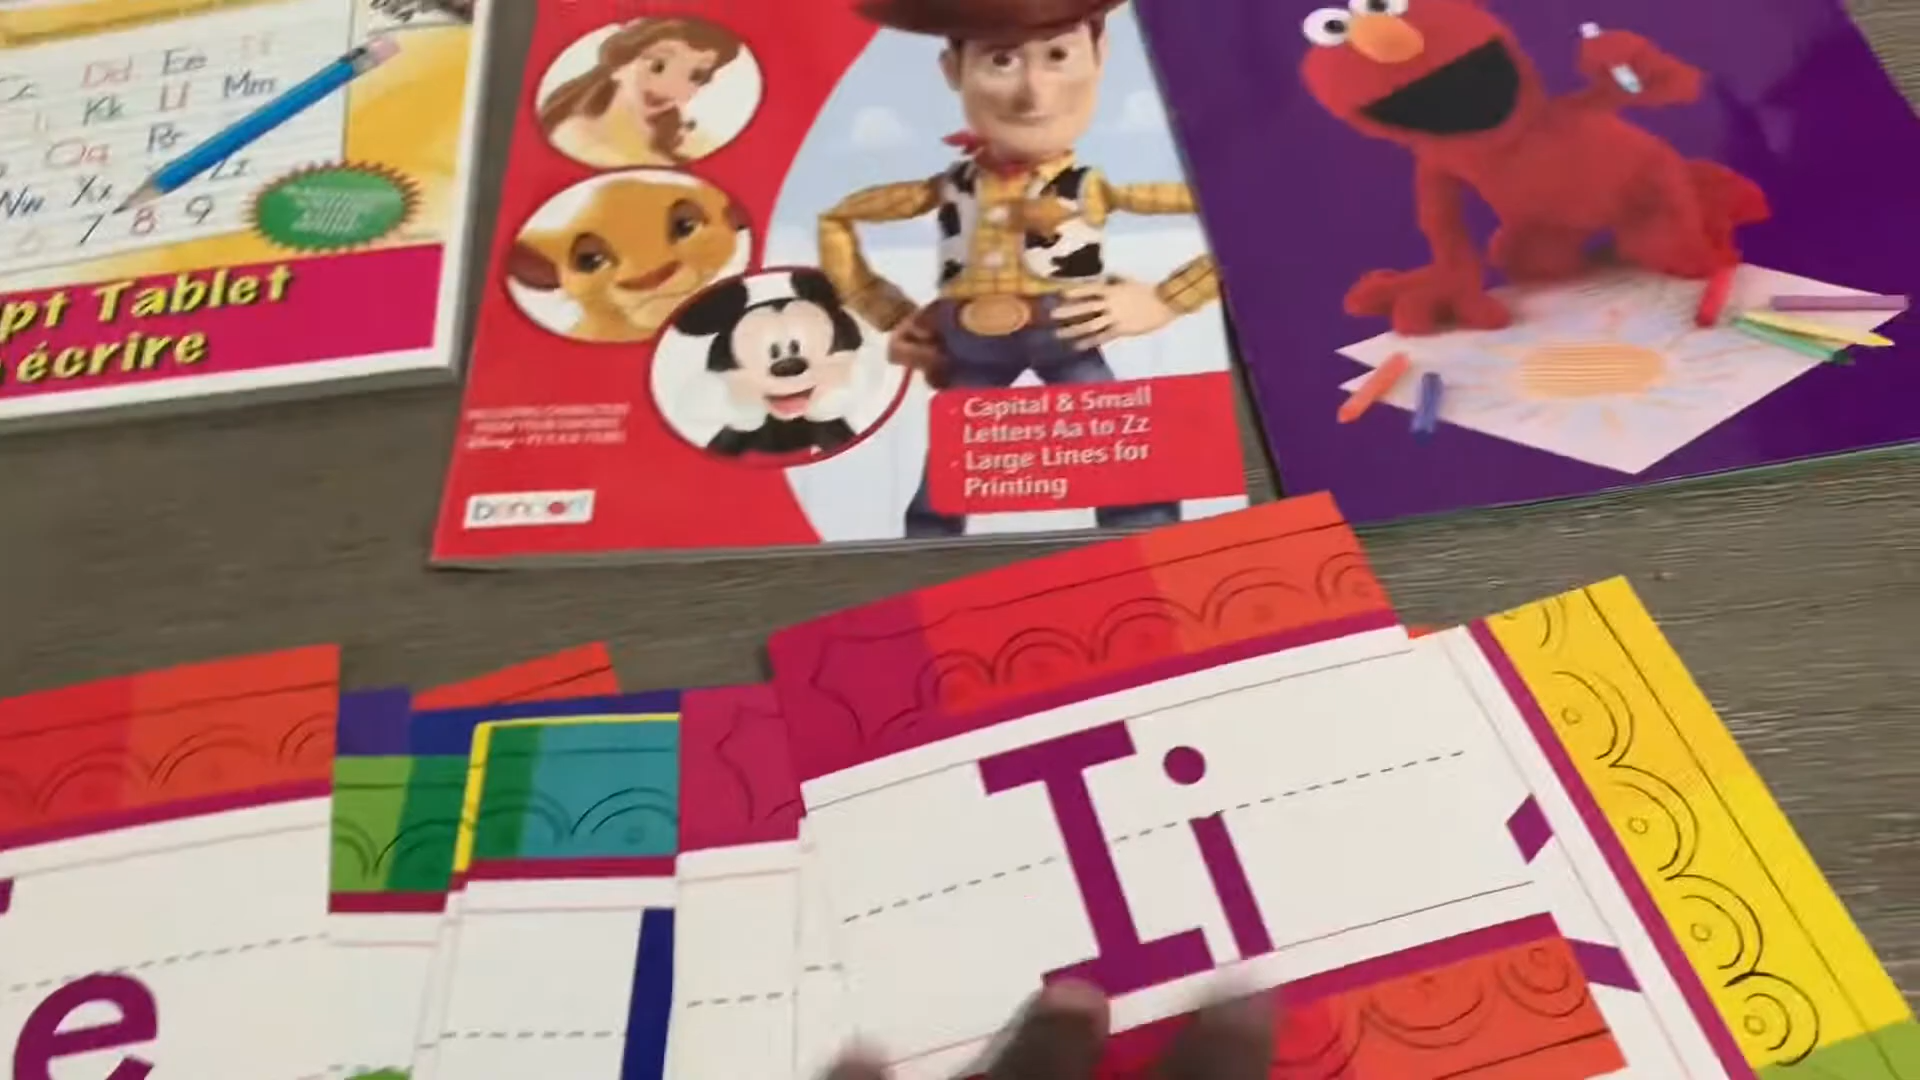 Dd Ee
Kk Ll Mm
Qq Rr
Ww Xx Zz
7 8 9
pt Tablet
écrire
- Capital & Small
Letters Aa to Zz
- Large Lines for
Printing
bendon
Ii
e